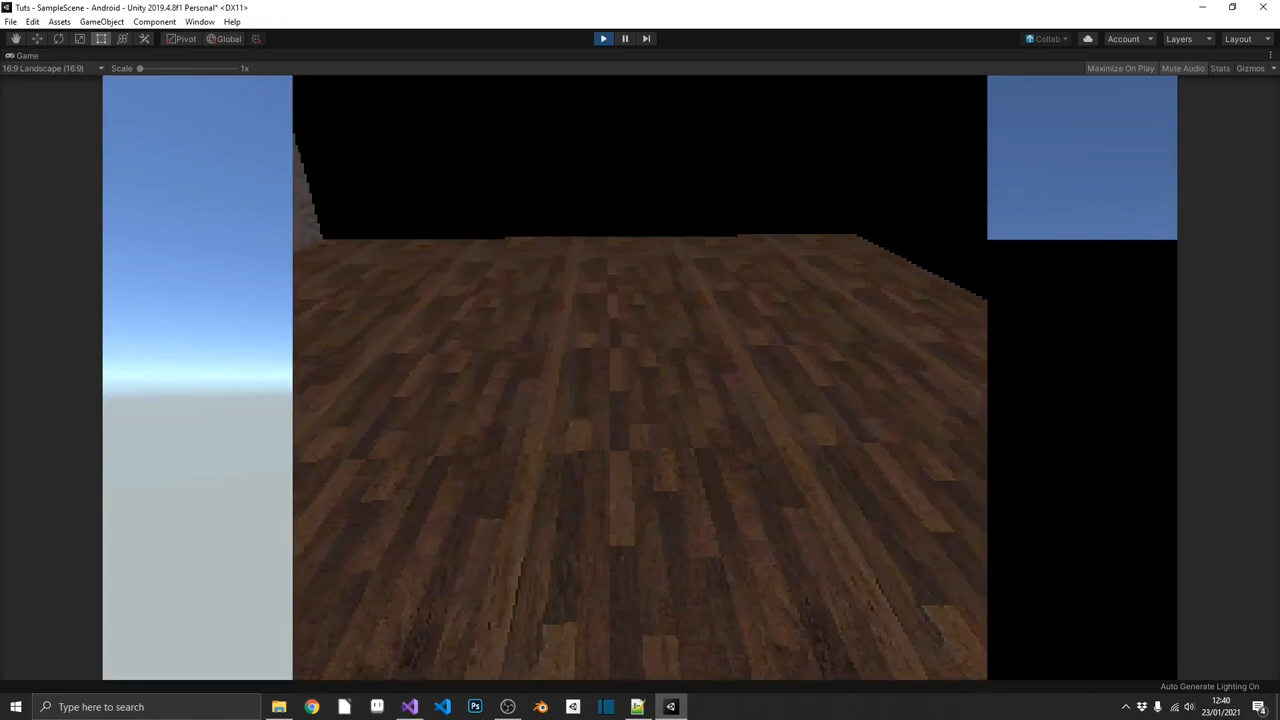 Tuts - SampleScene - Android - Unity 2019.4.8f1 Personal* <DX11>
File Edit Assets GameObject Component Window Help
Pivot Global Collab Account Layers Layout
Game
16:9 Landscape (16:9) Scale 1x Maximize On Play Mute Audio Stats Gizmos
Auto Generate Lighting On
Type here to search
Ps
12:40
23/01/2021
4